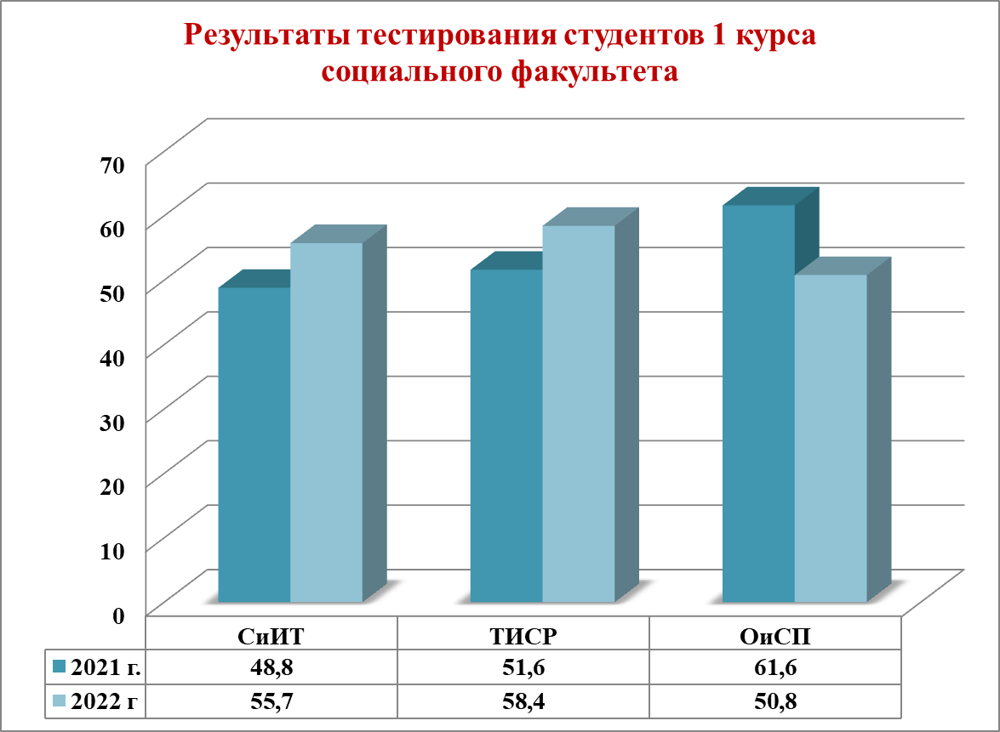 Результаты тестирования студентов 1 курса
социального факультета
70
60
50
40
30
20
10
0
СиИТ ТИСР ОиСП
2021 г. 48,8 51,6 61,6
2022 г 55,7 58,4 50,8